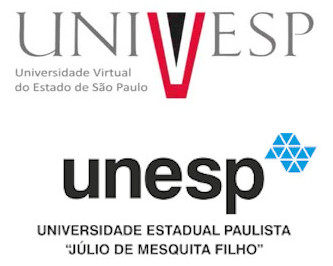 UNIVESP
Universidade Virtual
do Estado de São Paulo
unesp
UNIVERSIDADE ESTADUAL PAULISTA
“JÚLIO DE MESQUITA FILHO”